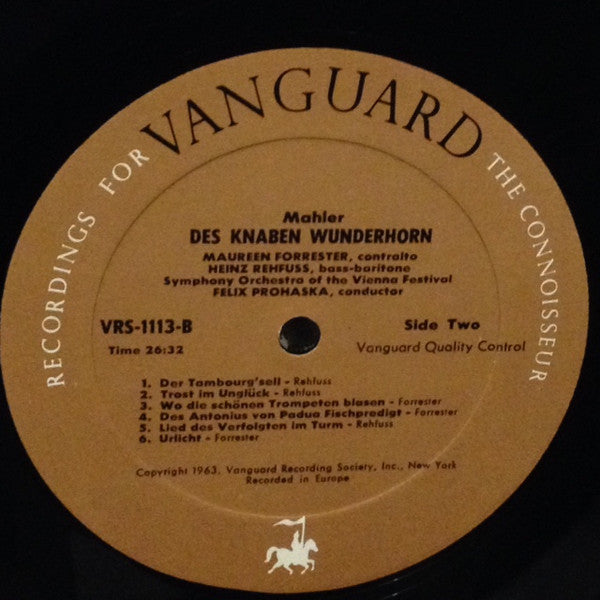 RECORDINGS FOR VANGUARD THE CONNOISSEUR
Mahler
DES KNABEN WUNDERHORN
MAUREEN FORRESTER, contralto
HEINZ REHFUSS, bass-baritone
Symphony Orchestra of the Vienna Festival
FELIX PROHASKA, conductor
VRS-1113-B
Side Two
Time 26:32
Vanguard Quality Control
1. Der Tambourg'sell - Rehfuss
2. Trost im Unglück - Rehfuss
3. Wo die schönen Trompeten blasen - Forrester
4. Des Antonius von Padua Fischpredigt - Forrester
5. Lied des Verfolgten im Turm - Rehfuss
6. Urlicht - Forrester
Copyright 1963, Vanguard Recording Society, Inc., New York
Recorded in Europe